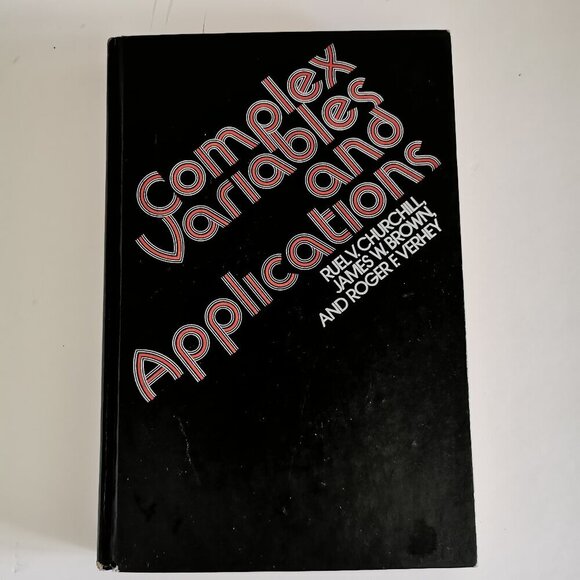 Complex
Variables
and
Applications
RUEL V. CHURCHILL,
JAMES W. BROWN,
AND ROGER F. VERHEY